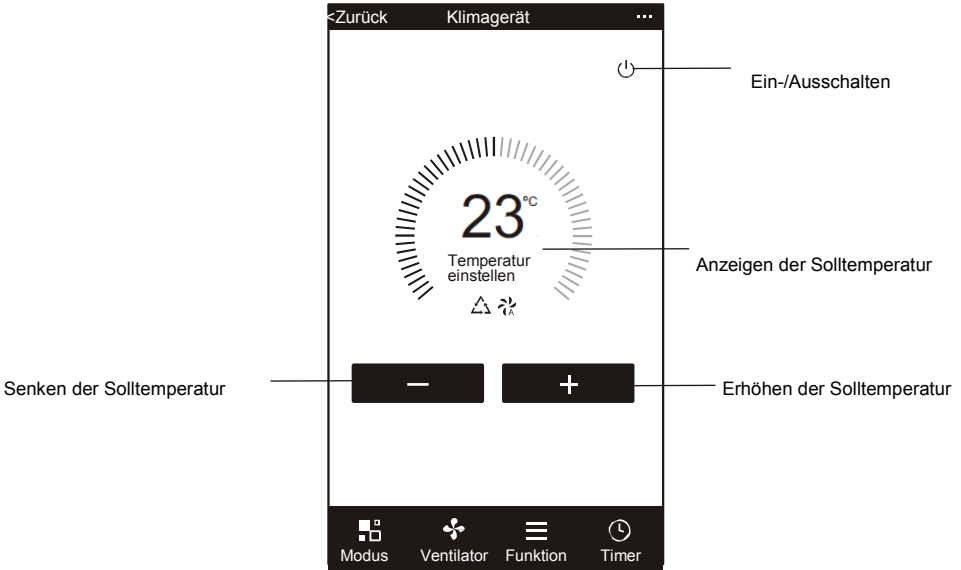 <Zurück Klimagerät ...
Ein-/Ausschalten
23°C
Temperatur
einstellen
A
Anzeigen der Solltemperatur
Senken der Solltemperatur
− +
Erhöhen der Solltemperatur
Modus Ventilator Funktion Timer